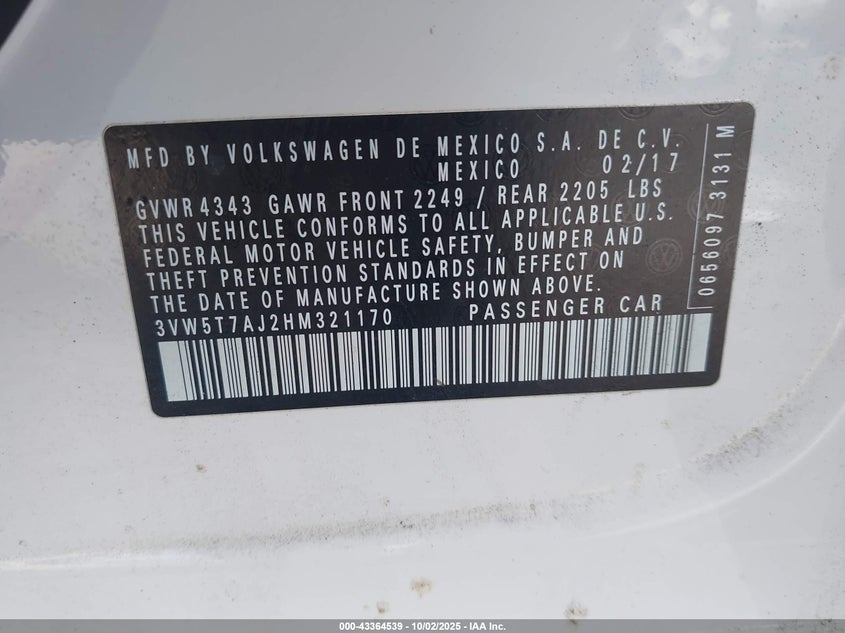 MFD BY VOLKSWAGEN DE MEXICO S.A. DE C.V.
MEXICO 02/17
GVWR 4343 GAWR FRONT 2249 / REAR 2205 LBS
THIS VEHICLE CONFORMS TO ALL APPLICABLE U.S.
FEDERAL MOTOR VEHICLE SAFETY, BUMPER AND
THEFT PREVENTION STANDARDS IN EFFECT ON
THE DATE OF MANUFACTURE SHOWN ABOVE.
3VW5T7AJ2HM321170 PASSENGER CAR
0656097 3131 M
000-43364539 - 10/02/2025 - IAA Inc.